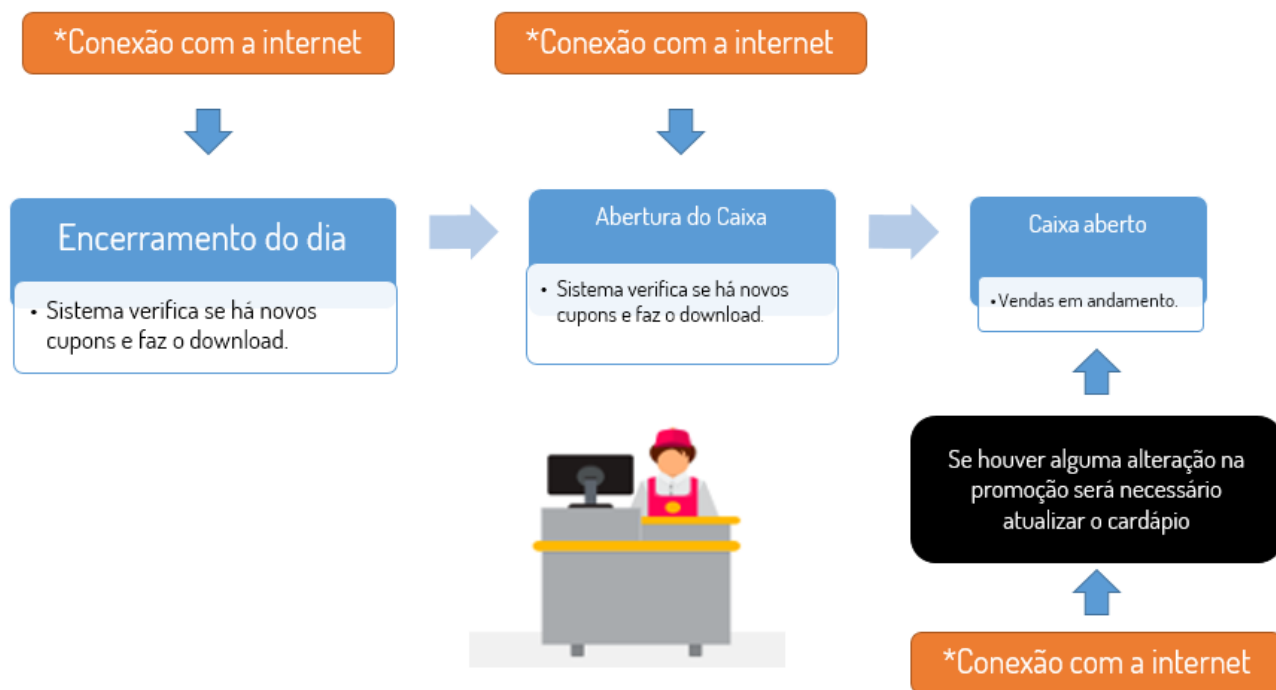 *Conexão com a internet
*Conexão com a internet
Encerramento do dia
• Sistema verifica se há novos
cupons e faz o download.
Abertura do Caixa
• Sistema verifica se há novos
cupons e faz o download.
Caixa aberto
•Vendas em andamento.
Se houver alguma alteração na
promoção será necessário
atualizar o cardápio
*Conexão com a internet